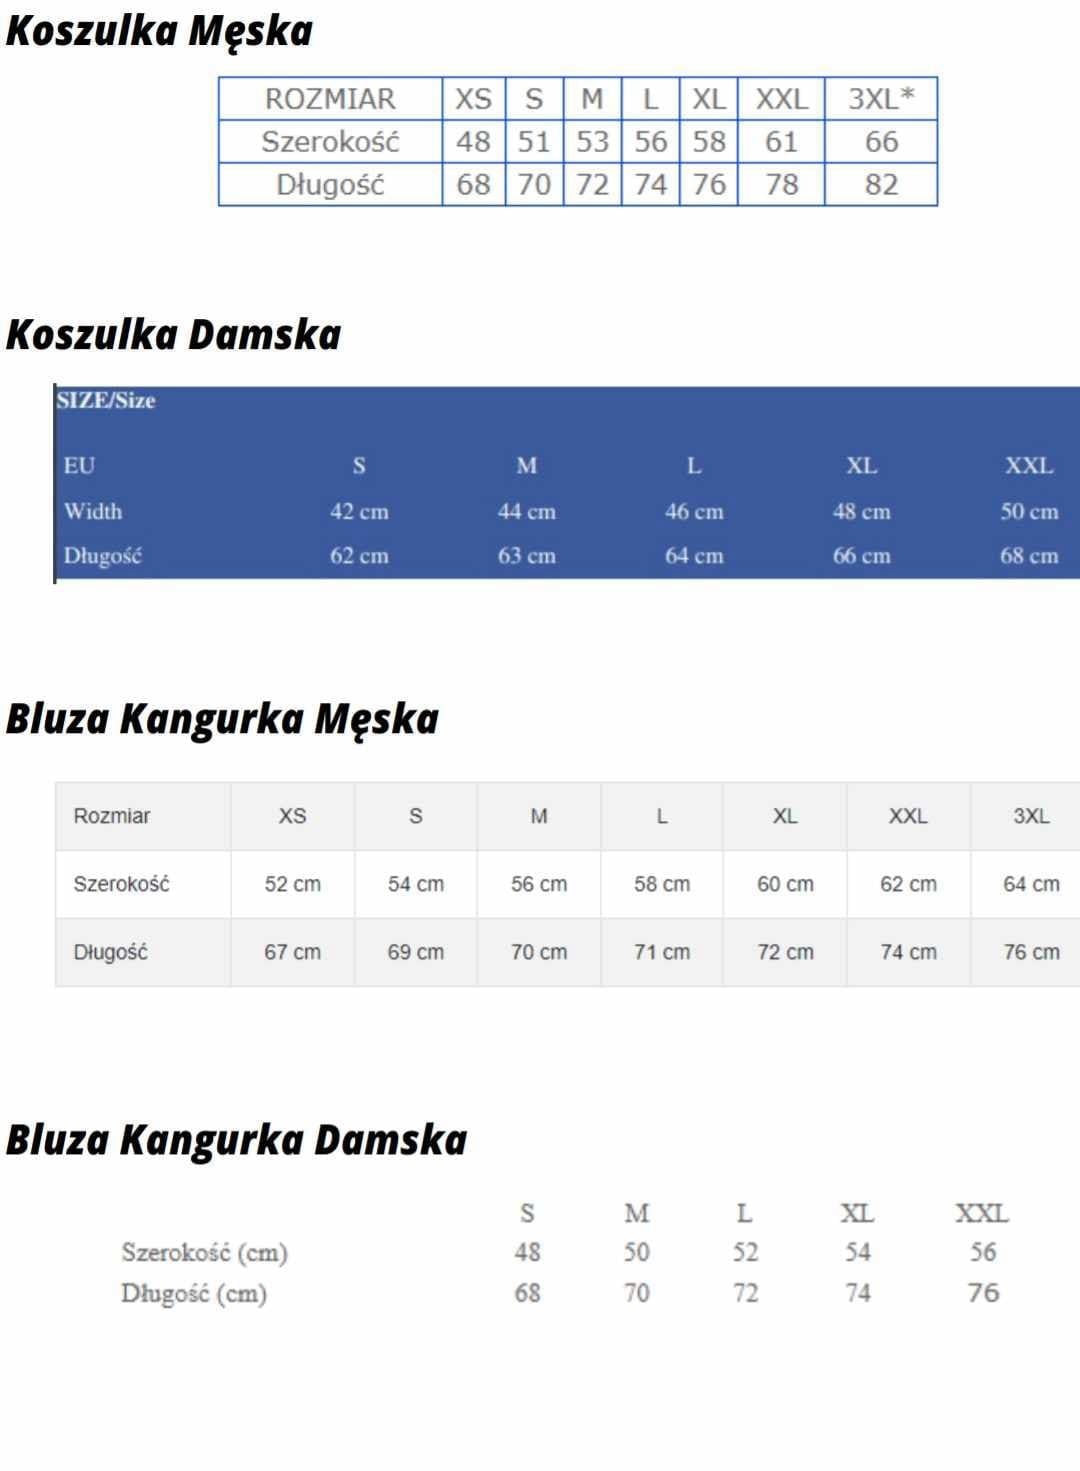 Koszulka Męska
ROZMIAR XS S M L XL XXL 3XL*
Szerokość 48 51 53 56 58 61 66
Długość 68 70 72 74 76 78 82
Koszulka Damska
SIZE/Size
EU S M L XL XXL
Width 42 cm 44 cm 46 cm 48 cm 50 cm
Długość 62 cm 63 cm 64 cm 66 cm 68 cm
Bluza Kangurka Męska
Rozmiar XS S M L XL XXL 3XL
Szerokość 52 cm 54 cm 56 cm 58 cm 60 cm 62 cm 64 cm
Długość 67 cm 69 cm 70 cm 71 cm 72 cm 74 cm 76 cm
Bluza Kangurka Damska
S M L XL XXL
Szerokość (cm) 48 50 52 54 56
Długość (cm) 68 70 72 74 76